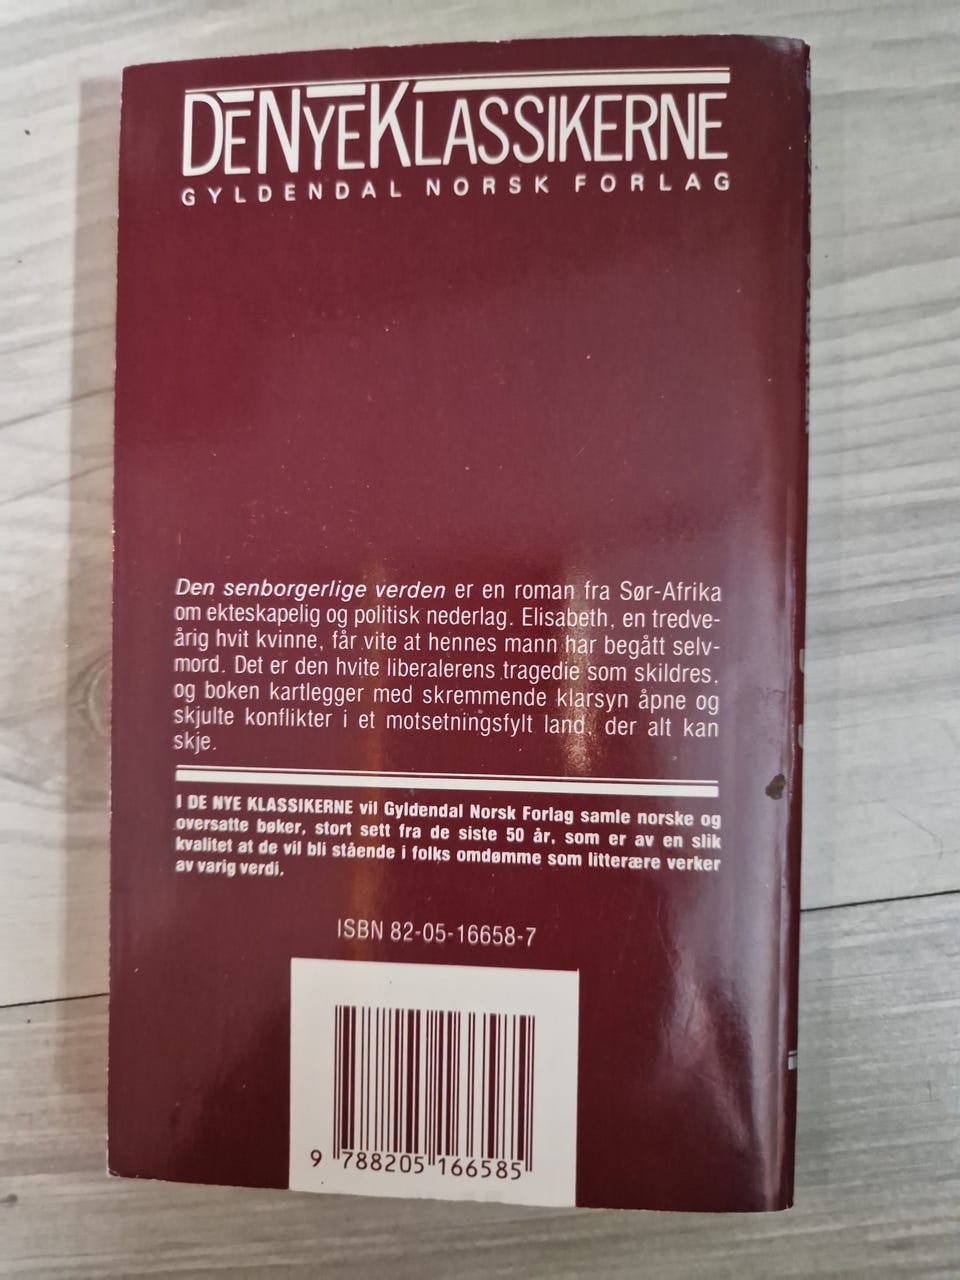 DE NYE KLASSIKERNE
GYLDENDAL NORSK FORLAG
Den senborgerlige verden er en roman fra Sør-Afrika
om ekteskapelig og politisk nederlag. Elisabeth, en tredve-
årig hvit kvinne, får vite at hennes mann har begått selv-
mord. Det er den hvite liberalerens tragedie som skildres,
og boken kartlegger med skremmende klarsyn åpne og
skjulte konflikter i et motsetningsfylt land, der alt kan
skje.
I DE NYE KLASSIKERNE vil Gyldendal Norsk Forlag samle norske og
oversatte bøker, stort sett fra de siste 50 år, som er av en slik
kvalitet at de vil bli stående i folks omdømme som litterære verker
av varig verdi.
ISBN 82-05-16658-7
9 788205 166585